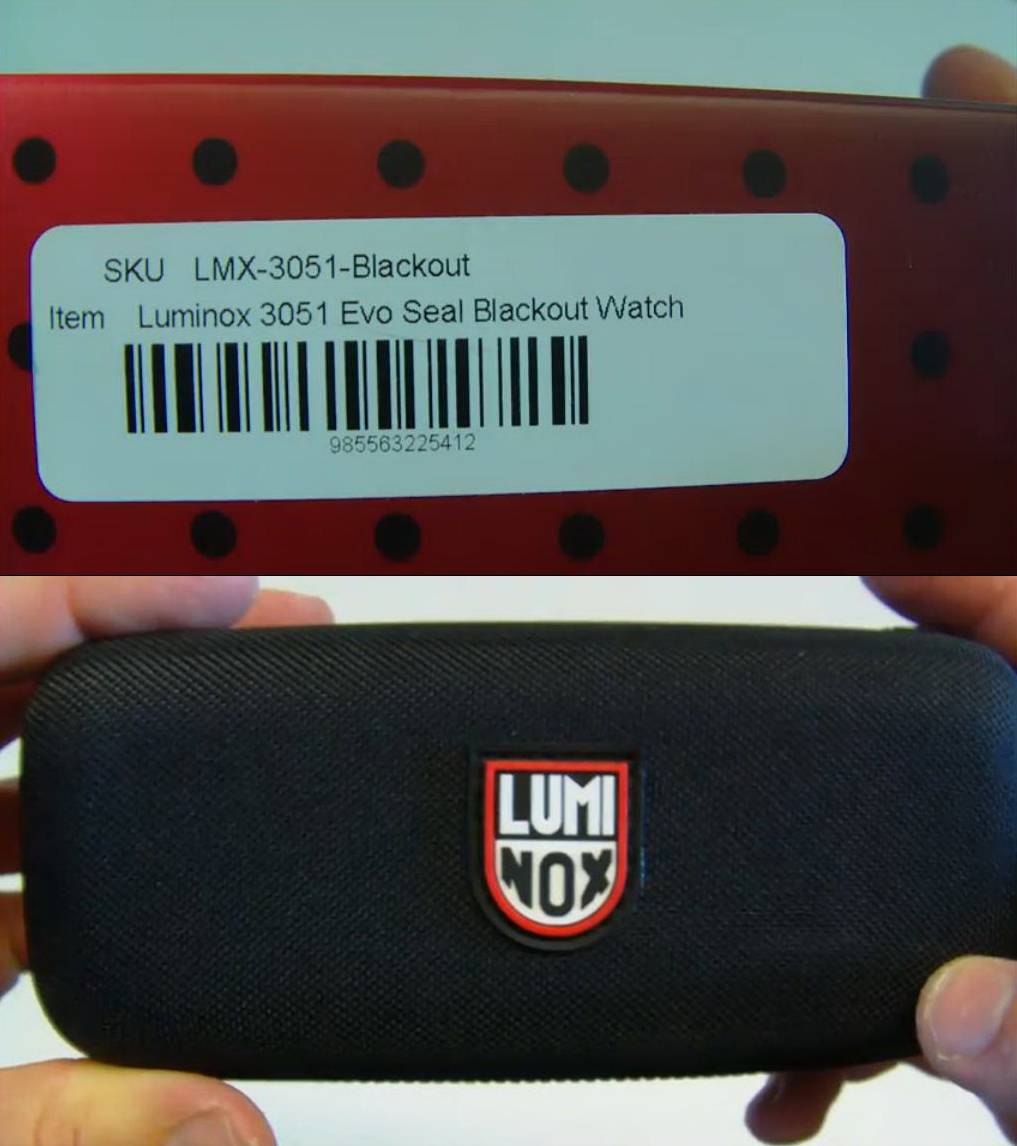 SKU LMX-3051-Blackout
Item Luminox 3051 Evo Seal Blackout Watch
985563225412
LUMI
NOX